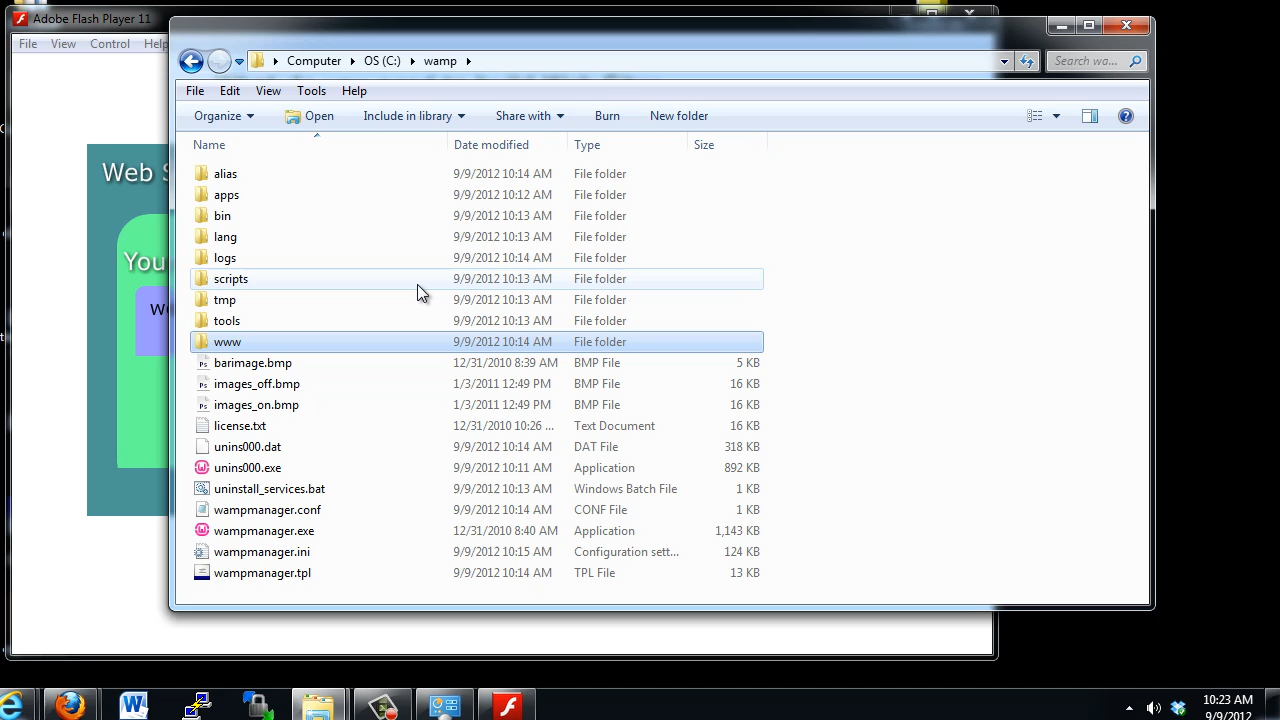 Adobe Flash Player 11
File View Control Help
Web S
You
Computer OS (C:) wamp
Search wa...
File Edit View Tools Help
Organize Open Include in library Share with Burn New folder
Name Date modified Type Size
alias 9/9/2012 10:14 AM File folder
apps 9/9/2012 10:12 AM File folder
bin 9/9/2012 10:13 AM File folder
lang 9/9/2012 10:13 AM File folder
logs 9/9/2012 10:14 AM File folder
scripts 9/9/2012 10:13 AM File folder
tmp 9/9/2012 10:13 AM File folder
tools 9/9/2012 10:13 AM File folder
www 9/9/2012 10:14 AM File folder
barimage.bmp 12/31/2010 8:39 AM BMP File 5 KB
images_off.bmp 1/3/2011 12:49 PM BMP File 16 KB
images_on.bmp 1/3/2011 12:49 PM BMP File 16 KB
license.txt 12/31/2010 10:26 ... Text Document 16 KB
unins000.dat 9/9/2012 10:14 AM DAT File 318 KB
unins000.exe 9/9/2012 10:11 AM Application 892 KB
uninstall_services.bat 9/9/2012 10:13 AM Windows Batch File 1 KB
wampmanager.conf 9/9/2012 10:14 AM CONF File 1 KB
wampmanager.exe 12/31/2010 8:40 AM Application 1,143 KB
wampmanager.ini 9/9/2012 10:15 AM Configuration sett... 124 KB
wampmanager.tpl 9/9/2012 10:14 AM TPL File 13 KB
10:23 AM
9/9/2012